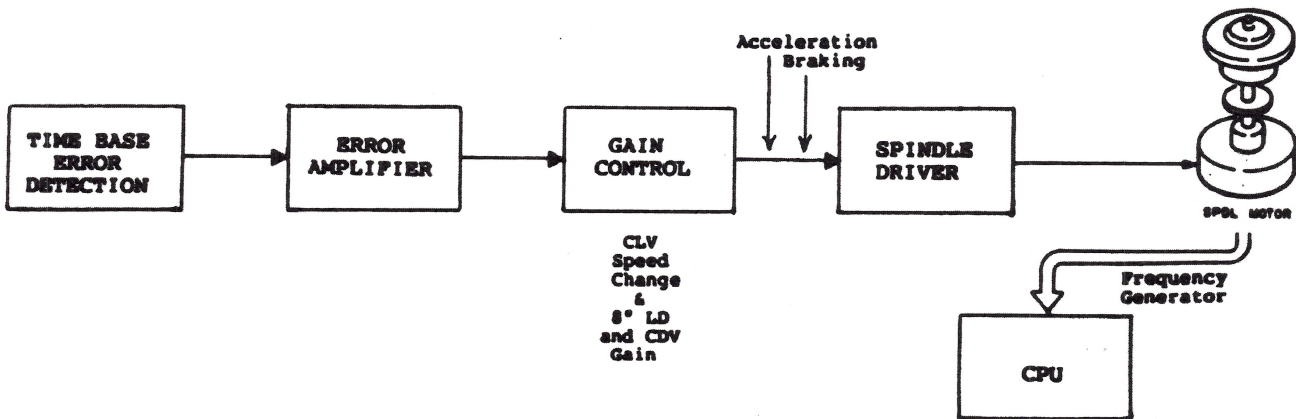 Acceleration
Braking
TIME BASE
ERROR
DETECTION
ERROR
AMPLIFIER
GAIN
CONTROL
SPINDLE
DRIVER
SPDL MOTOR
CLV
Speed
Change
&
8" LD
and CDV
Gain
Frequency
Generator
CPU